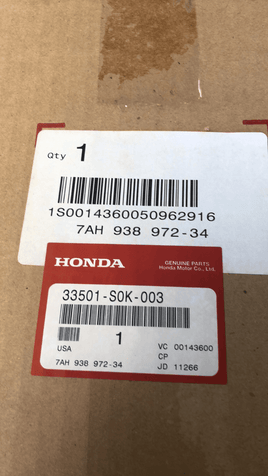 Qty 1
1S0014360050962916
7AH 938 972-34
HONDA GENUINE PARTS
Honda Motor Co., Ltd.
33501-S0K-003
1
USA VC 00143600
CP
7AH 938 972-34 JD 11266